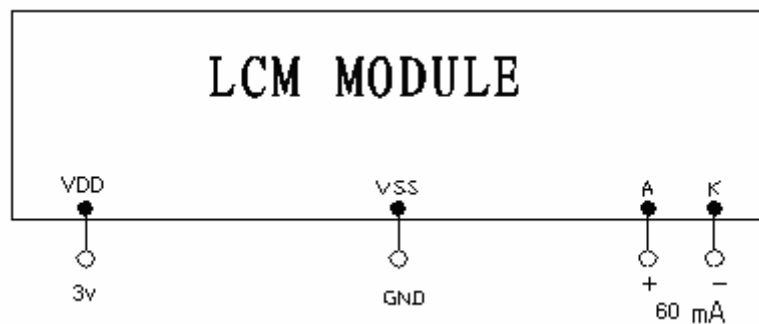 LCM MODULE
VDD VSS A K
3v GND + −
60 mA